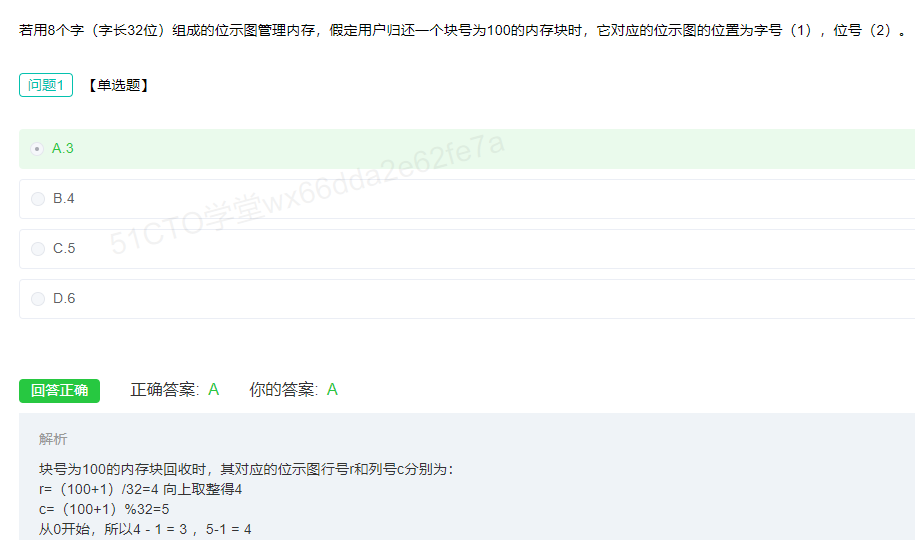 若用8个字（字长32位）组成的位示图管理内存，假定用户归还一个块号为100的内存块时，它对应的位示图的位置为字号（1），位号（2）。
问题1 【单选题】
A.3
B.4
C.5
D.6
51CTO学堂wx66dda2e62fe7a
回答正确 正确答案: A 你的答案: A
解析
块号为100的内存块回收时，其对应的位示图行号r和列号c分别为：
r=（100+1）/32=4 向上取整得4
c=（100+1）%32=5
从0开始，所以4 - 1 = 3 ，5-1 = 4